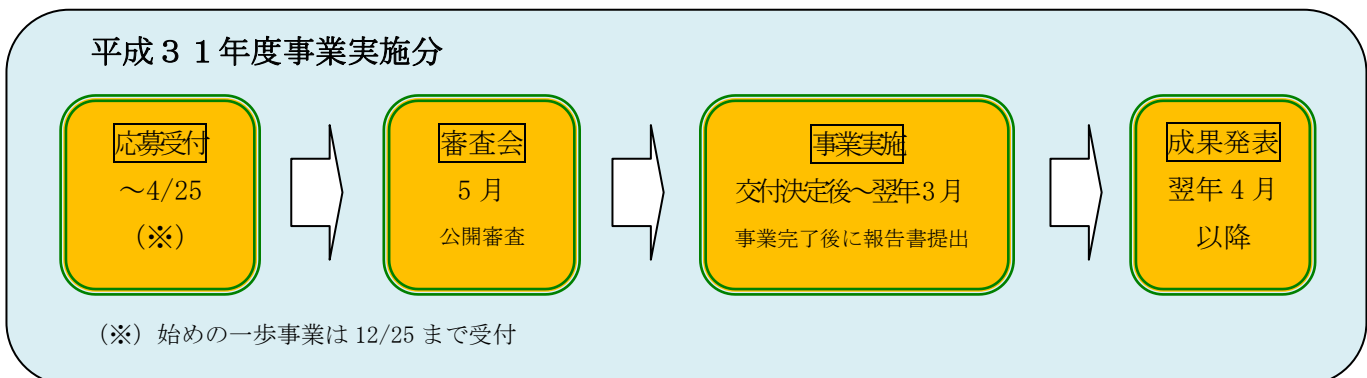 平成３１年度事業実施分
応募受付
～4/25
（※）
審査会
5 月
公開審査
事業実施
交付決定後～翌年3月
事業完了後に報告書提出
成果発表
翌年 4 月
以降
（※）始めの一歩事業は 12/25 まで受付